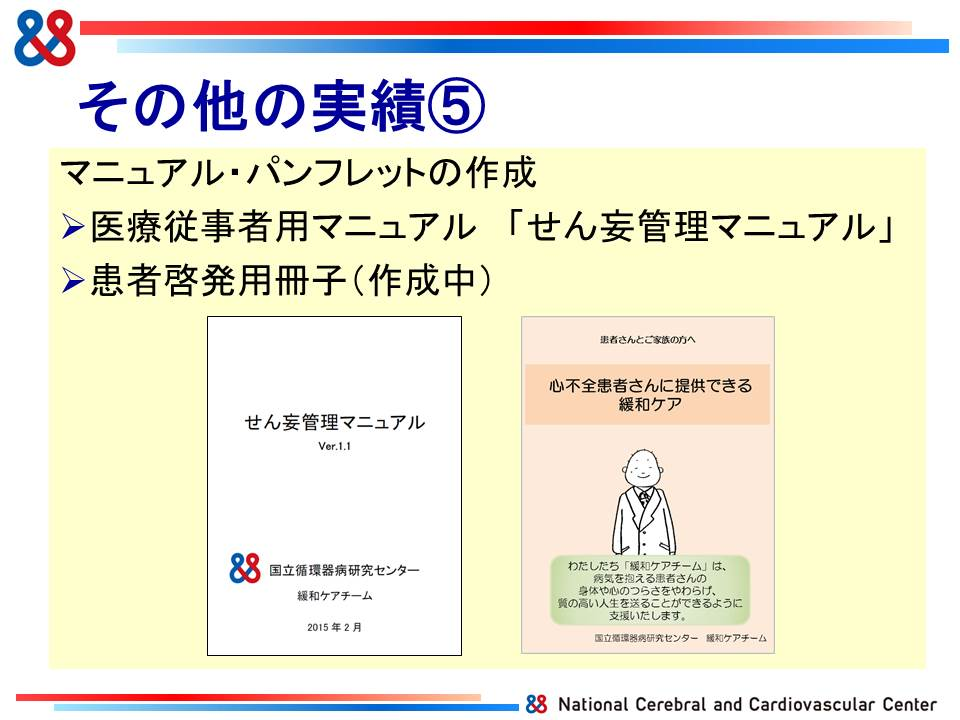 その他の実績⑤
マニュアル・パンフレットの作成
医療従事者用マニュアル 「せん妄管理マニュアル」
患者啓発用冊子(作成中)
せん妄管理マニュアル
Ver.1.1
国立循環器病研究センター
緩和ケアチーム
2015 年 2 月
患者さんとご家族の方へ
心不全患者さんに提供できる
緩和ケア
わたしたち「緩和ケアチーム」は、
病気を抱える患者さんの
身体や心のつらさをやわらげ、
質の高い人生を送ることができるように
支援いたします。
国立循環器病研究センター 緩和ケアチーム
National Cerebral and Cardiovascular Center